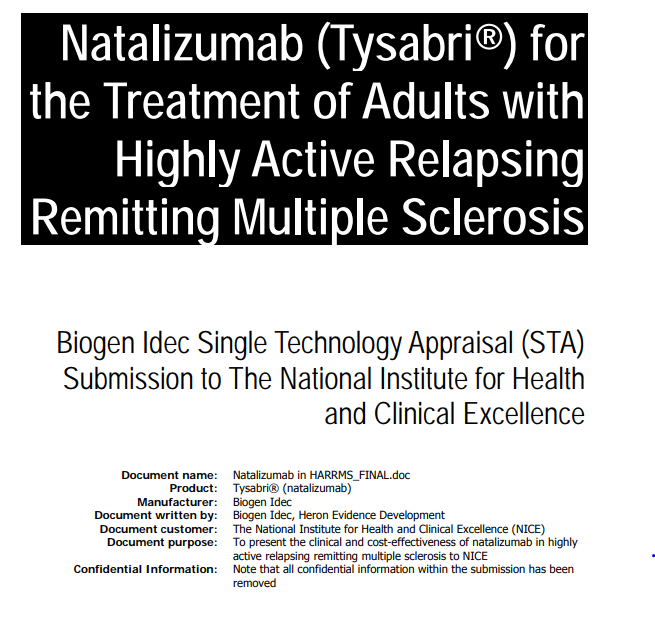 Natalizumab (Tysabri®) for
the Treatment of Adults with
Highly Active Relapsing
Remitting Multiple Sclerosis
Biogen Idec Single Technology Appraisal (STA)
Submission to The National Institute for Health
and Clinical Excellence
Document name: Natalizumab in HARRMS_FINAL.doc
Product: Tysabri® (natalizumab)
Manufacturer: Biogen Idec
Document written by: Biogen Idec, Heron Evidence Development
Document customer: The National Institute for Health and Clinical Excellence (NICE)
Document purpose: To present the clinical and cost-effectiveness of natalizumab in highly
active relapsing remitting multiple sclerosis to NICE
Confidential Information: Note that all confidential information within the submission has been
removed